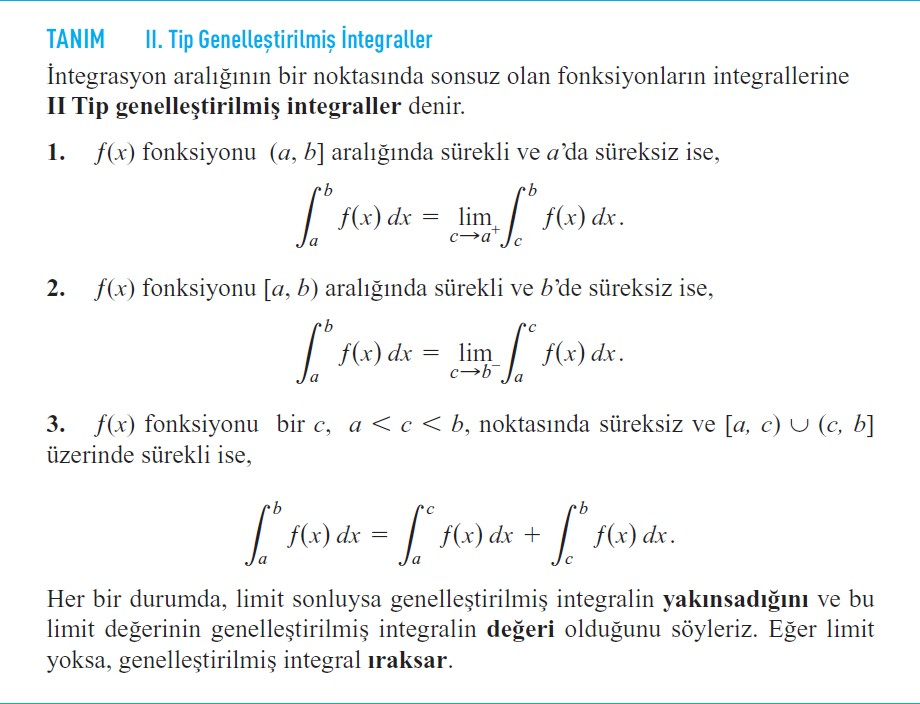 TANIM II. Tip Genelleştirilmiş İntegraller
İntegrasyon aralığının bir noktasında sonsuz olan fonksiyonların integrallerine
II Tip genelleştirilmiş integraller denir.
1. f(x) fonksiyonu (a, b] aralığında sürekli ve a’da süreksiz ise,
∫_a^b f(x) dx = lim_{c→a⁺} ∫_c^b f(x) dx.
2. f(x) fonksiyonu [a, b) aralığında sürekli ve b’de süreksiz ise,
∫_a^b f(x) dx = lim_{c→b⁻} ∫_a^c f(x) dx.
3. f(x) fonksiyonu bir c, a < c < b, noktasında süreksiz ve [a, c) ∪ (c, b]
üzerinde sürekli ise,
∫_a^b f(x) dx = ∫_a^c f(x) dx + ∫_c^b f(x) dx.
Her bir durumda, limit sonluysa genelleştirilmiş integralin yakınsadığını ve bu
limit değerinin genelleştirilmiş integralin değeri olduğunu söyleriz. Eğer limit
yoksa, genelleştirilmiş integral ıraksar.